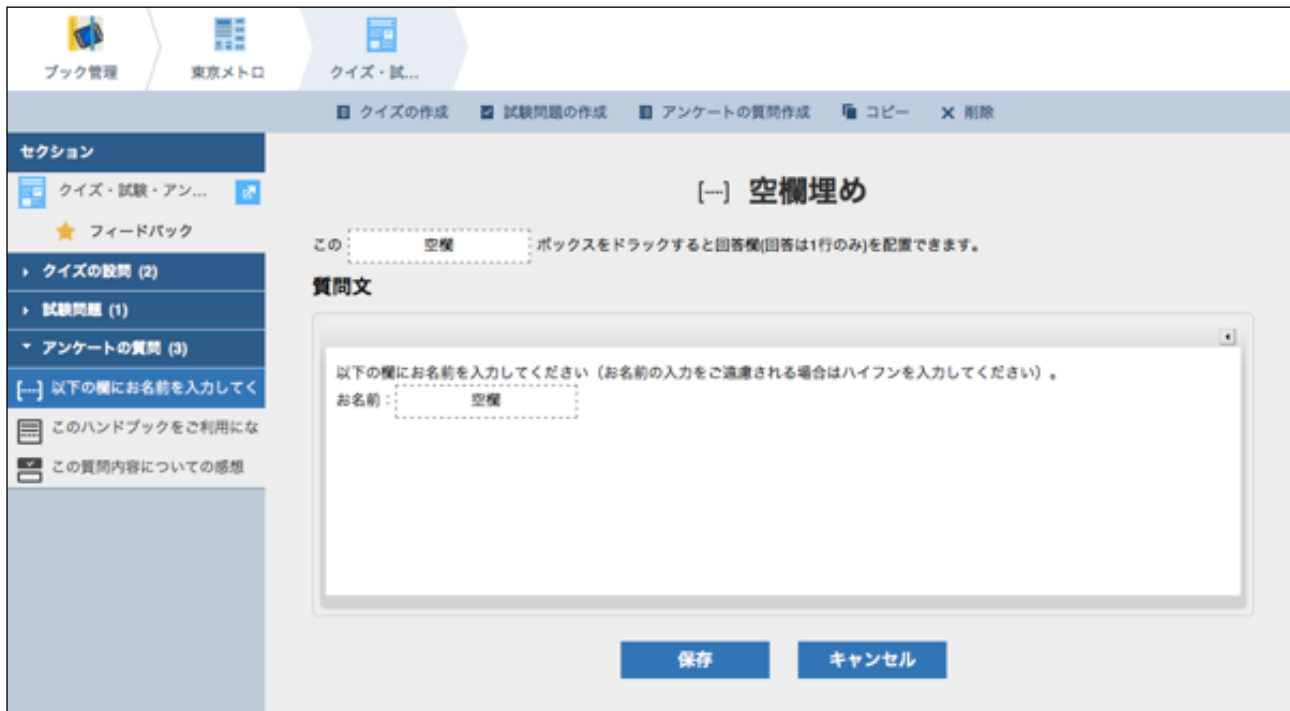 ブック管理
東京メトロ
クイズ・試...
クイズの作成 試験問題の作成 アンケートの質問作成 コピー 削除
セクション
クイズ・試験・アン...
フィードバック
クイズの設問 (2)
試験問題 (1)
アンケートの質問 (3)
[---] 以下の欄にお名前を入力してく
このハンドブックをご利用にな
この質問内容についての感想
[---] 空欄埋め
この 空欄 ボックスをドラックすると回答欄(回答は1行のみ)を配置できます。
質問文
以下の欄にお名前を入力してください（お名前の入力をご遠慮される場合はハイフンを入力してください）。
お名前： 空欄
保存 キャンセル